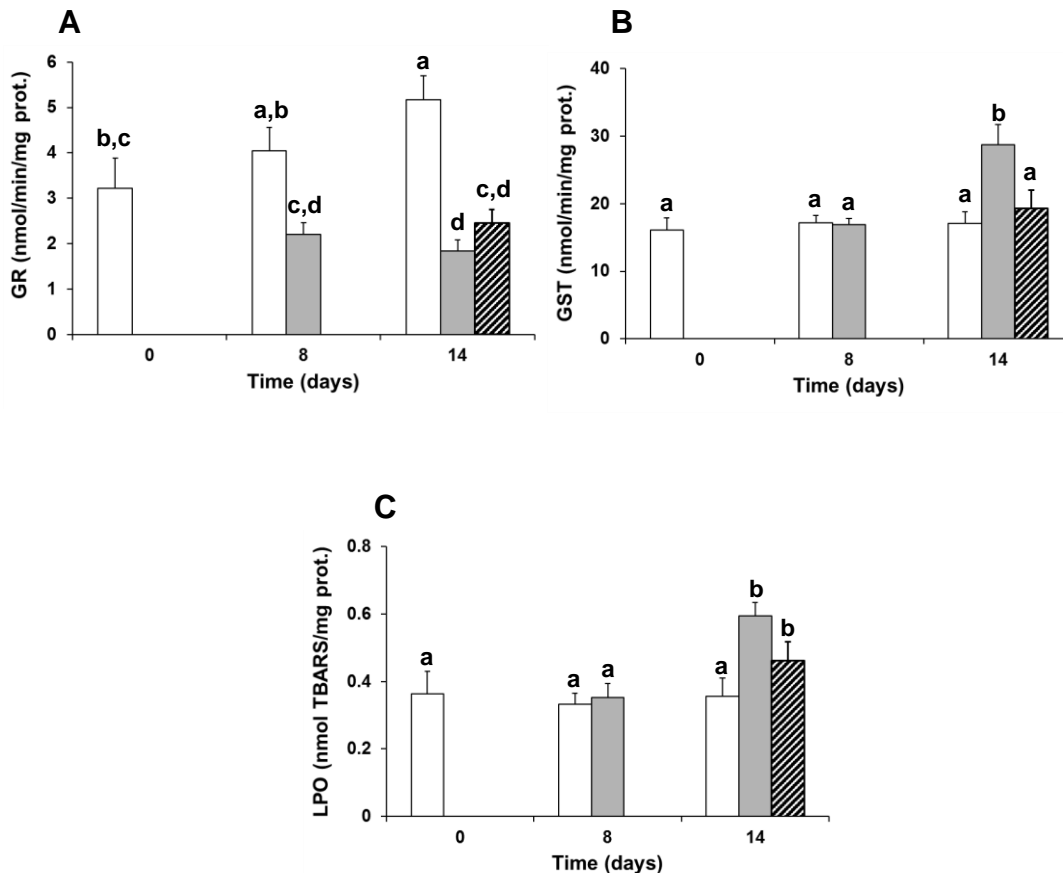 A
GR (nmol/min/mg prot.)
6
5
4
3
2
1
0
b,c
a,b
c,d
a
d
c,d
0 8 14
Time (days)
B
GST (nmol/min/mg prot.)
40
30
20
10
0
a
a a
a b a
0 8 14
Time (days)
C
LPO (nmol TBARS/mg prot.)
0.8
0.6
0.4
0.2
0
a
a a
a b b
0 8 14
Time (days)